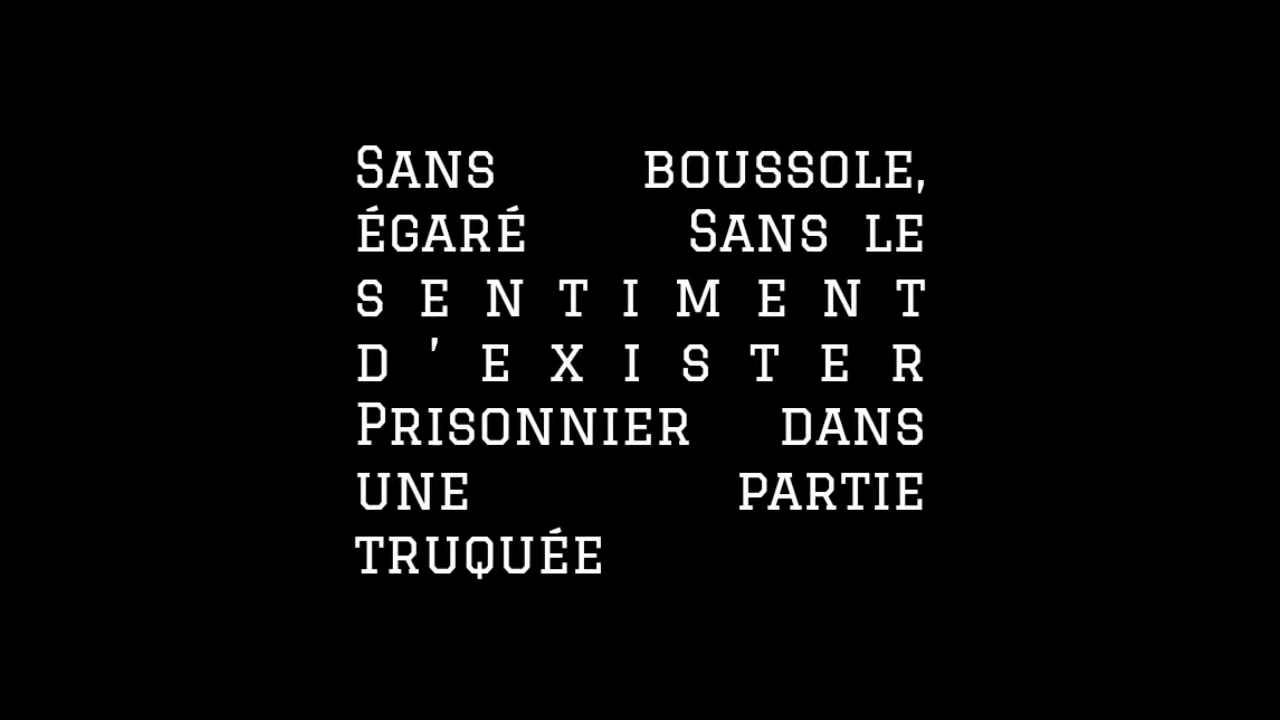 Sans boussole,
égaré Sans le
sentiment
d'exister
Prisonnier dans
une partie
truquée